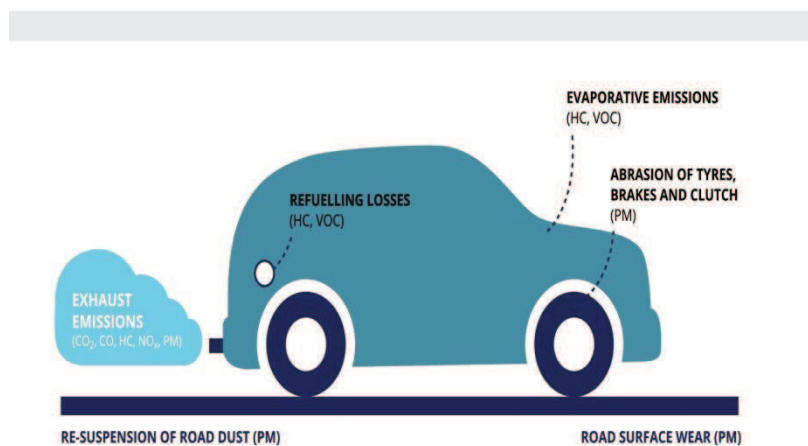 EVAPORATIVE EMISSIONS
(HC, VOC)
ABRASION OF TYRES,
BRAKES AND CLUTCH
(PM)
REFUELLING LOSSES
(HC, VOC)
EXHAUST
EMISSIONS
(CO₂, CO, HC, NOₓ, PM)
RE-SUSPENSION OF ROAD DUST (PM)
ROAD SURFACE WEAR (PM)